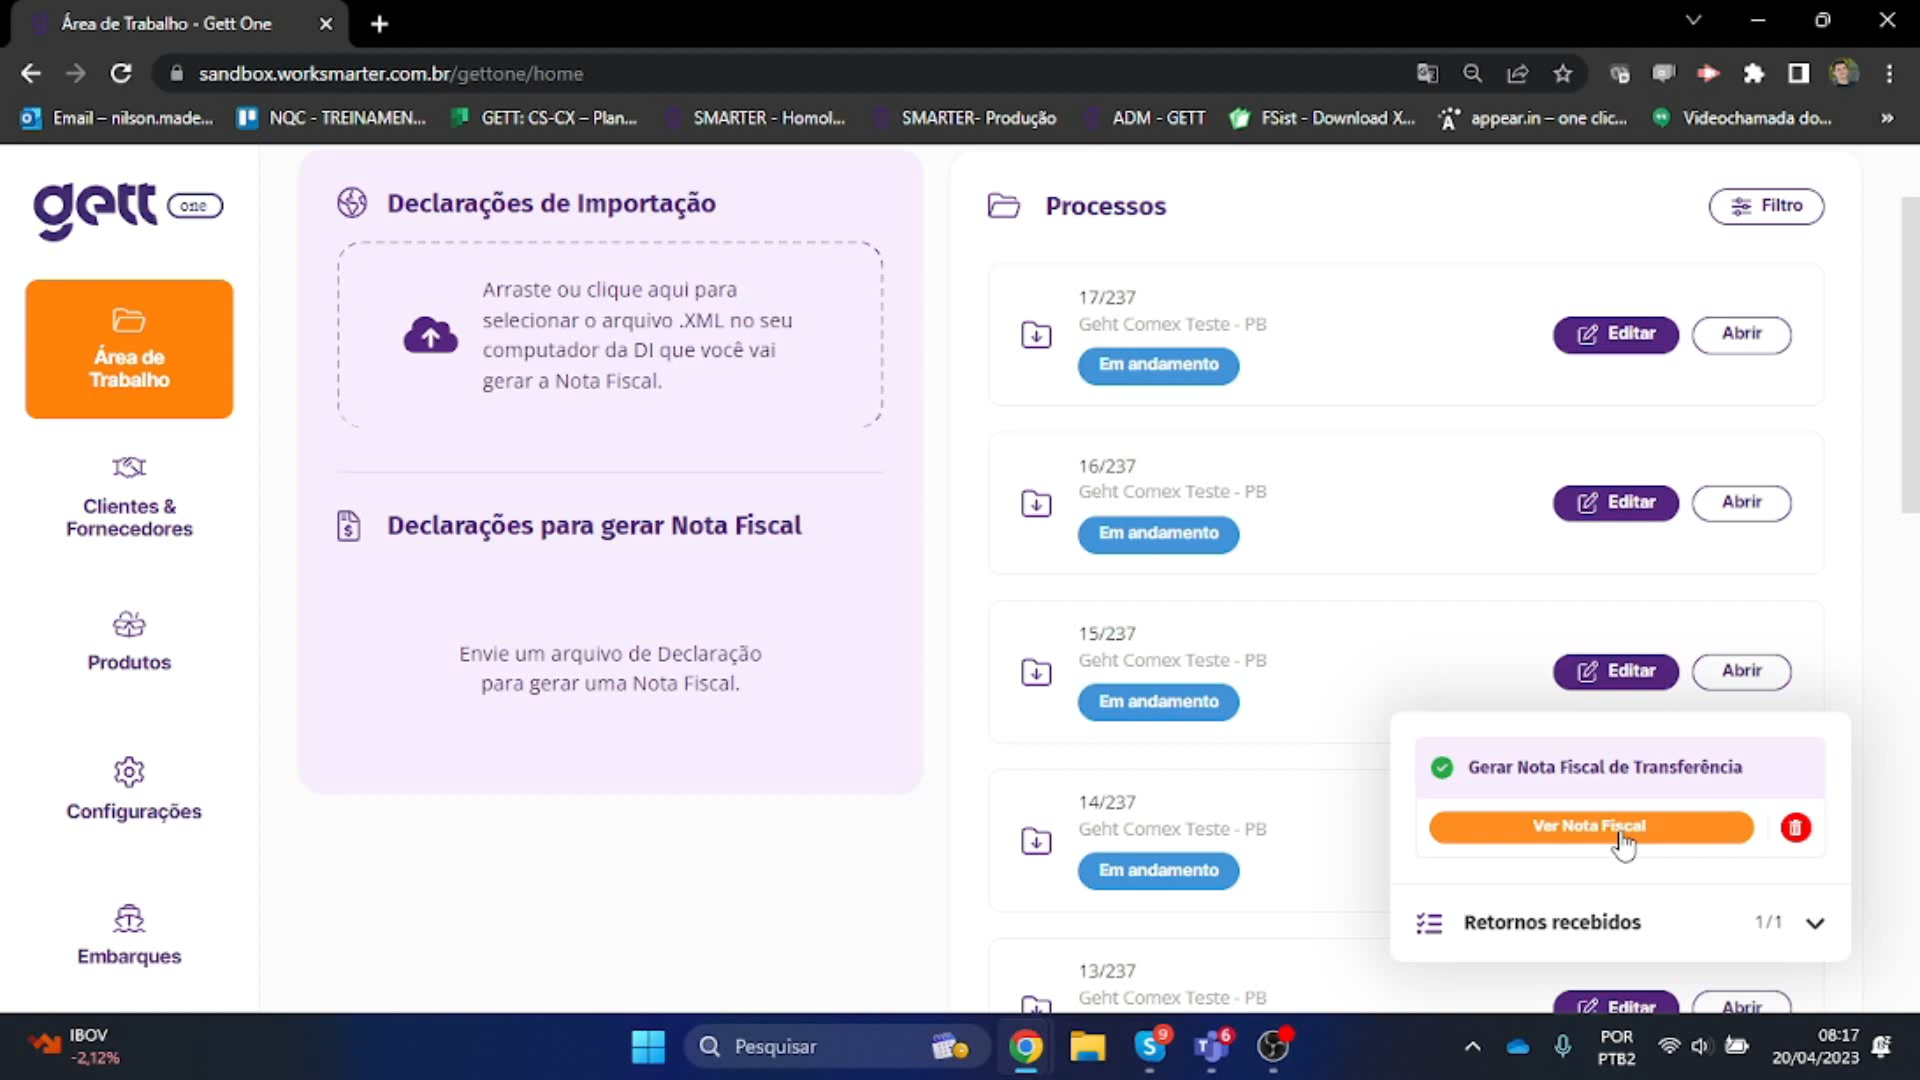 Área de Trabalho - Gett One
sandbox.worksmarter.com.br/gettone/home
Email – nilson.made...
NQC - TREINAMEN...
GETT: CS-CX – Plan...
SMARTER - Homol...
SMARTER- Produção
ADM - GETT
FSist - Download X...
appear.in – one clic...
Videochamada do...
»
gett one
Área de
Trabalho
Clientes &
Fornecedores
Produtos
Configurações
Embarques
Declarações de Importação
Arraste ou clique aqui para
selecionar o arquivo .XML no seu
computador da DI que você vai
gerar a Nota Fiscal.
Declarações para gerar Nota Fiscal
Envie um arquivo de Declaração
para gerar uma Nota Fiscal.
Processos
Filtro
17/237
Geht Comex Teste - PB
Em andamento
Editar
Abrir
16/237
Geht Comex Teste - PB
Em andamento
Editar
Abrir
15/237
Geht Comex Teste - PB
Em andamento
Editar
Abrir
14/237
Geht Comex Teste - PB
Em andamento
13/237
Geht Comex Teste - PB
Editar
Abrir
Gerar Nota Fiscal de Transferência
Ver Nota Fiscal
Retornos recebidos
1/1
IBOV
-2,12%
Pesquisar
9
6
POR
PTB2
08:17
20/04/2023